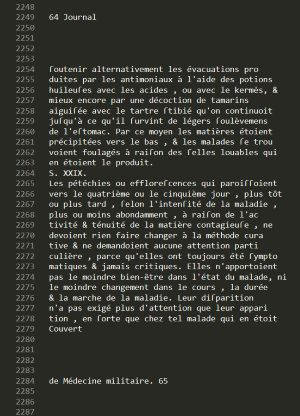 2248
2249 64 Journal
2250
2251
2252
2253
2254 ſoutenir alternativement les évacuations pro
2255 duites par les antimoniaux à l'aide des potions
2256 huileuſes avec les acides , ou avec le kermès, &
2257 mieux encore par une décoction de tamarins
2258 aiguiſée avec le tartre ſtibié qu'on continuoit
2259 juſqu'à ce qu'il ſurvint de légers ſoulèvemens
2260 de l'eſtomac. Par ce moyen les matières étoient
2261 précipitées vers le bas , & les malades ſe trou
2262 voient ſoulagés à raiſon des ſelles louables qui
2263 en étoient le produit.
2264 S. XXIX.
2265 Les pétéchies ou effloreſcences qui paroiſſoient
2266 vers le quatrième ou le cinquième jour , plus tôt
2267 ou plus tard , ſelon l'intenſité de la maladie ,
2268 plus ou moins abondamment , à raiſon de l'ac
2269 tivité & ténuité de la matière contagieuſe , ne
2270 devoient rien faire changer à la méthode cura
2271 tive & ne demandoient aucune attention parti
2272 culière , parce qu'elles ont toujours été ſympto
2273 matiques & jamais critiques. Elles n'apportoient
2274 pas le moindre bien-être dans l'état du malade, ni
2275 le moindre changement dans le cours , la durée
2276 & la marche de la maladie. Leur diſparition
2277 n'a pas exigé plus d'attention que leur appari
2278 tion , en ſorte que chez tel malade qui en étoit
2279 Couvert
2280
2281
2282
2283
2284 de Médecine militaire. 65
2285
2286
2287